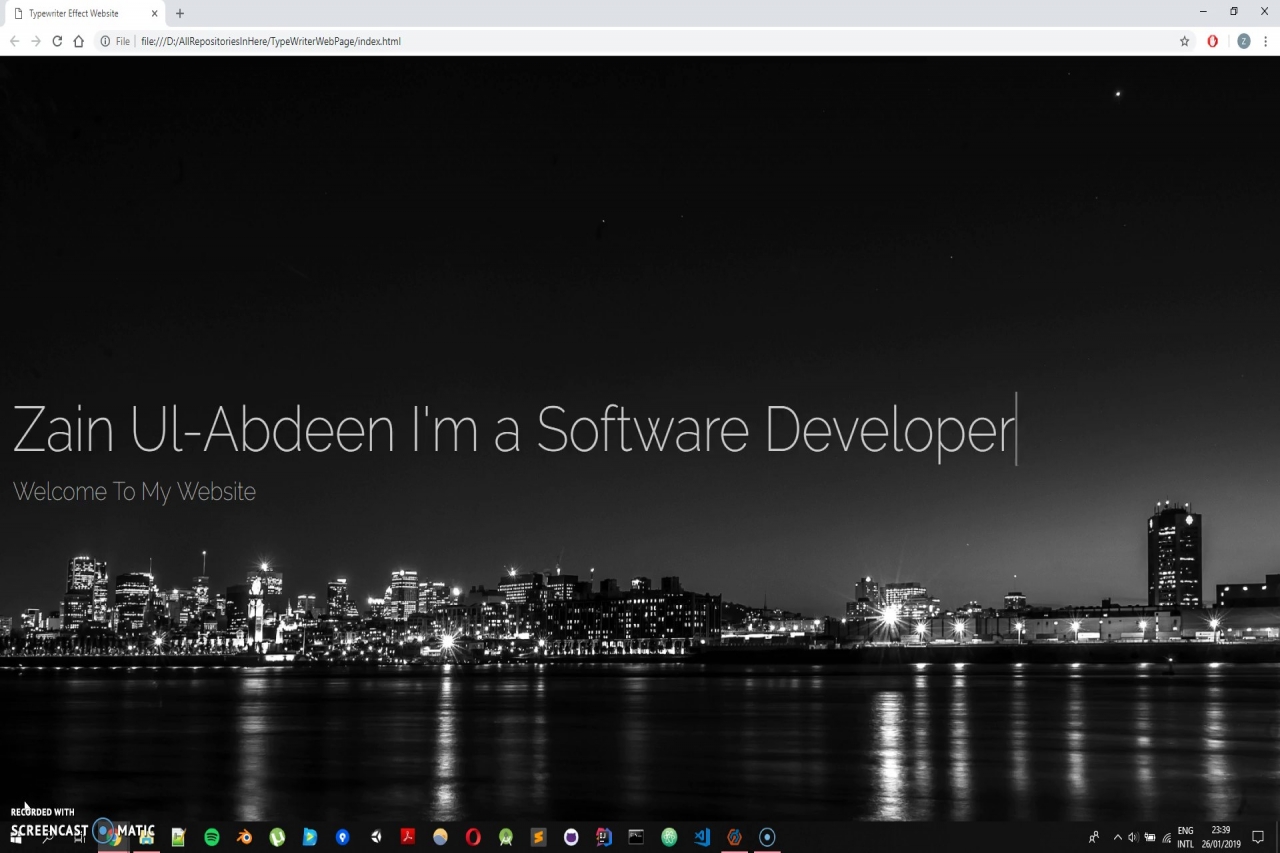 Typewriter Effect Website
File
file:///D:/AllRepositoriesInHere/TypeWriterWebPage/index.html
Z
Zain Ul-Abdeen I'm a Software Developer
Welcome To My Website
RECORDED WITH
SCREENCAST MATIC
ENG
INTL
23:39
26/01/2019